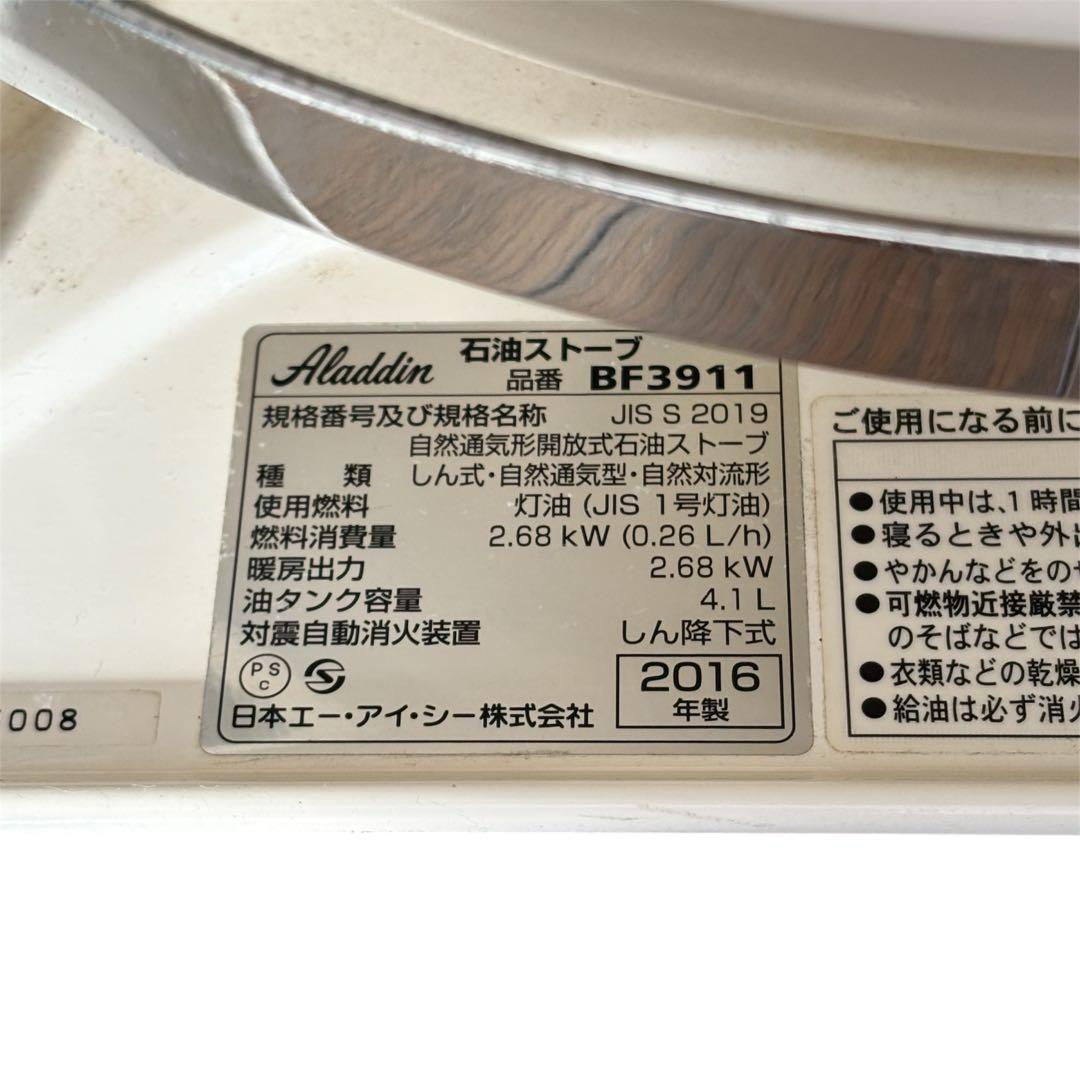 Aladdin 石油ストーブ
品番 BF3911
規格番号及び規格名称 JIS S 2019
自然通気形開放式石油ストーブ
種類 しん式・自然通気型・自然対流形
使用燃料 灯油 (JIS 1号灯油)
燃料消費量 2.68 kW (0.26 L/h)
暖房出力 2.68 kW
油タンク容量 4.1 L
対震自動消火装置 しん降下式
PS C
日本エー・アイ・シー株式会社
2016
年製
008
ご使用になる前に
●使用中は、1時間
●寝るときや外出
●やかんなどをのせ
●可燃物近接厳禁
のそばなどでは
●衣類などの乾燥
●給油は必ず消火